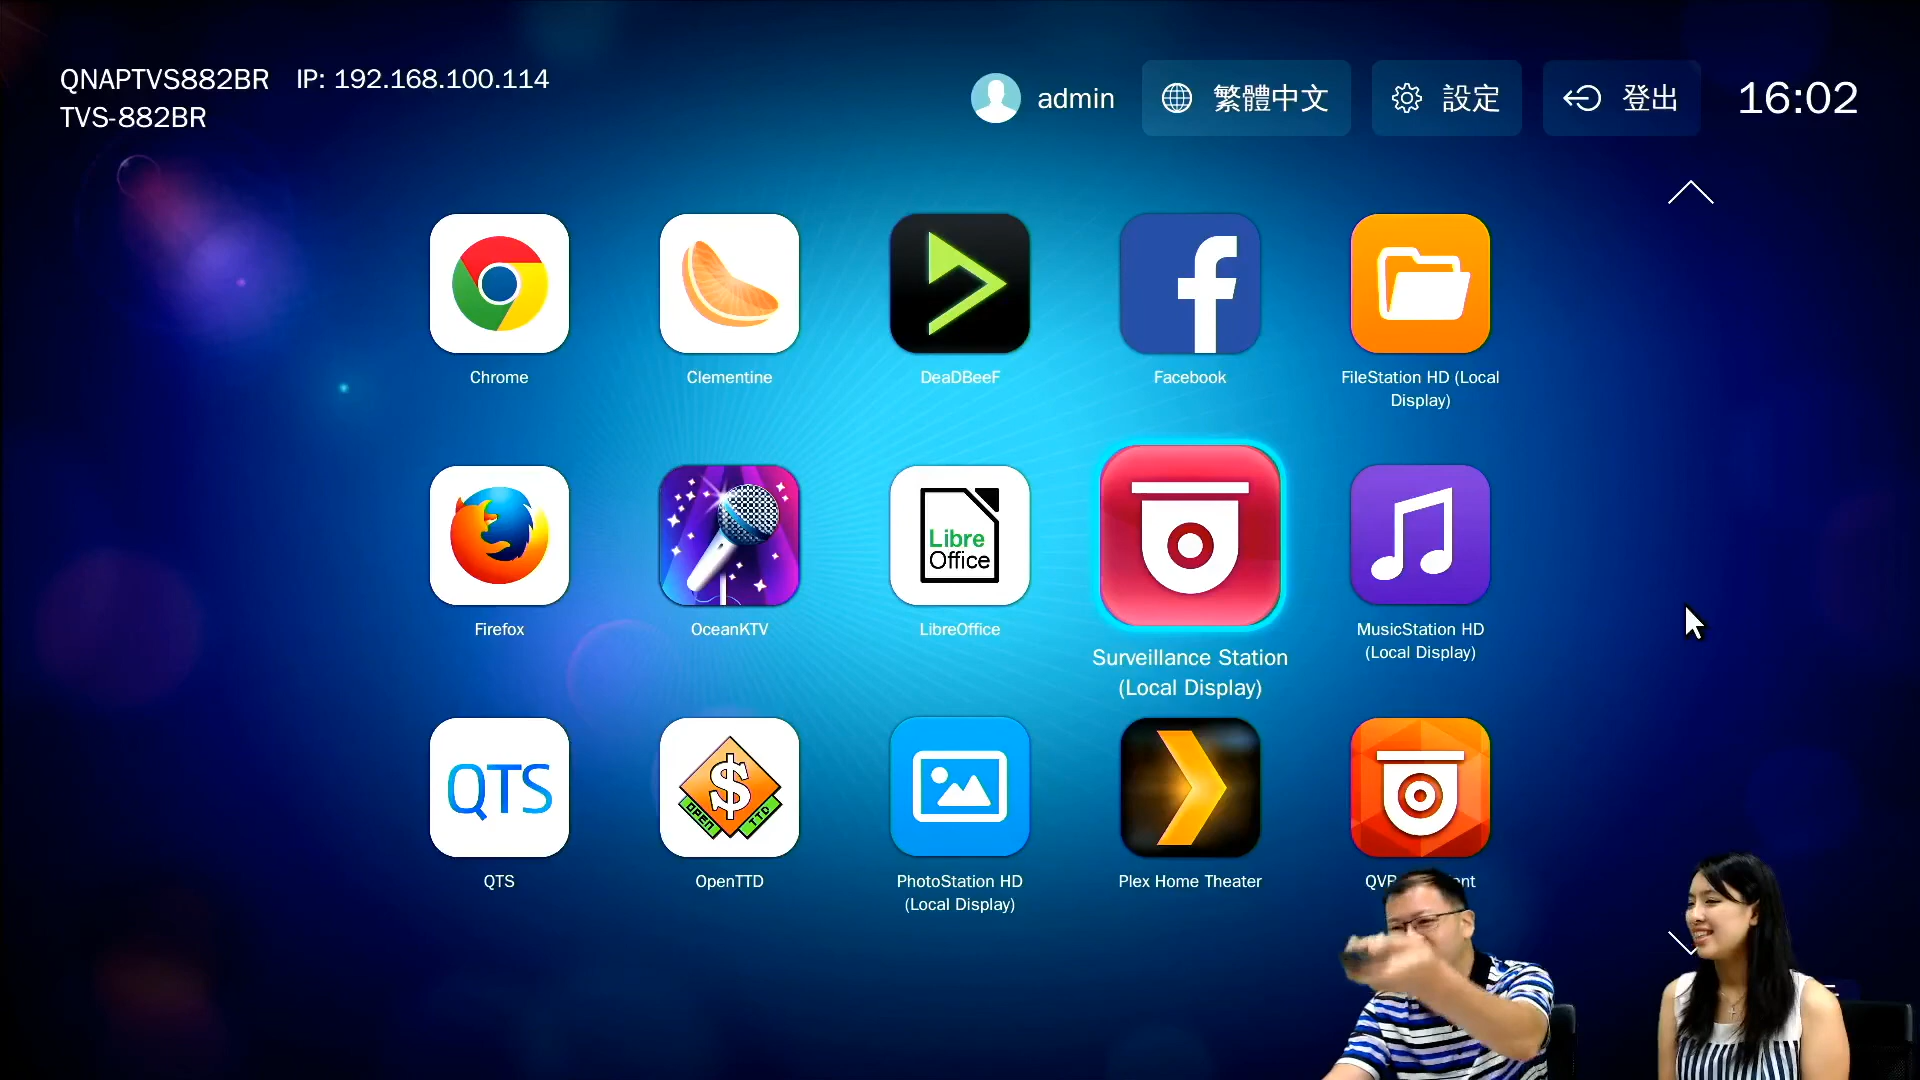 QNAPTVS882BR IP: 192.168.100.114
TVS-882BR
admin
繁體中文
設定
登出
16:02
Chrome
Clementine
DeaDBeeF
Facebook
FileStation HD (Local
Display)
Libre
Office
Firefox
OceanKTV
LibreOffice
Surveillance Station
(Local Display)
MusicStation HD
(Local Display)
QTS
$
OPEN
TTD
QTS
OpenTTD
PhotoStation HD
(Local Display)
Plex Home Theater